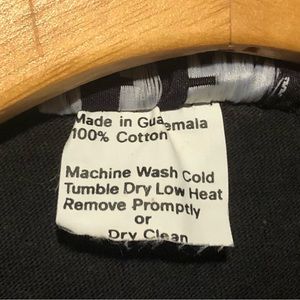 Made in Guatemala
100% Cotton
Machine Wash Cold
Tumble Dry Low Heat
Remove Promptly
or
Dry Clean